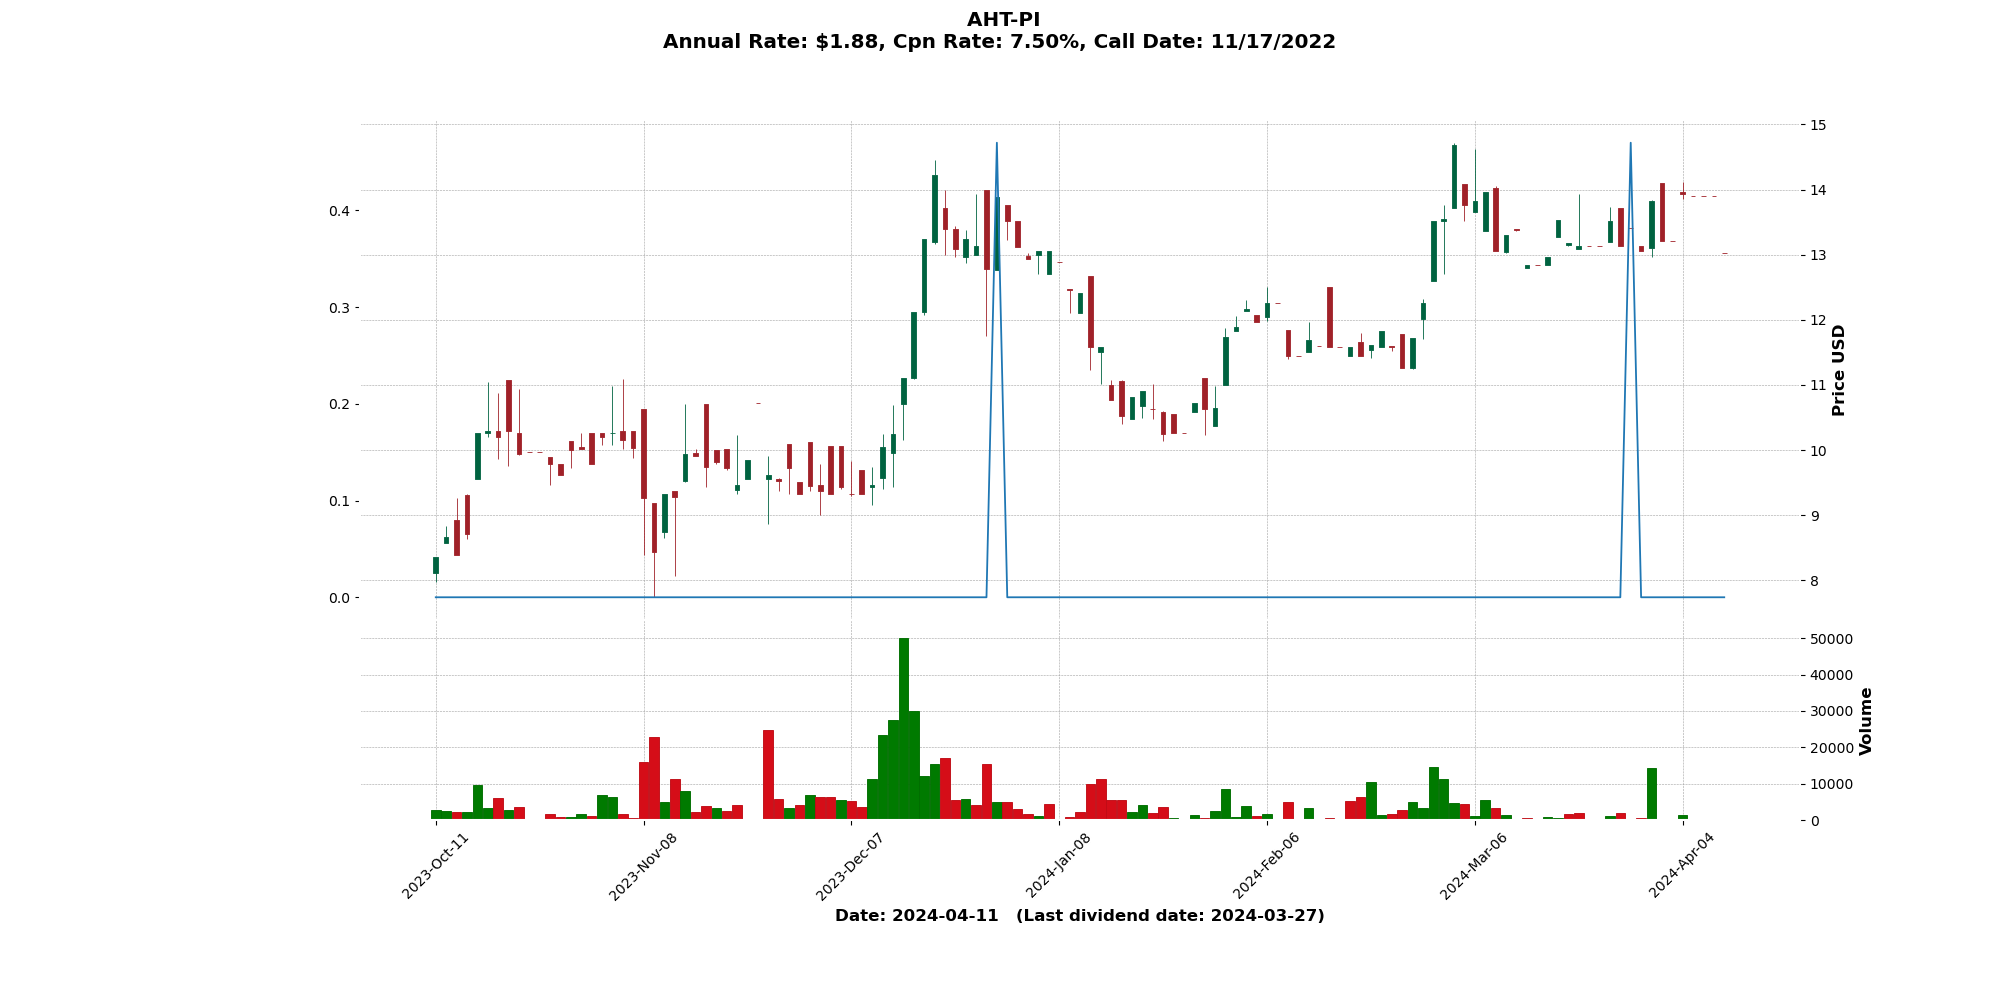 AHT-PI
Annual Rate: $1.88, Cpn Rate: 7.50%, Call Date: 11/17/2022
15
14
13
12
11
10
9
8
Price USD
0.4
0.3
0.2
0.1
0.0
50000
40000
30000
20000
10000
0
Volume
2023-Oct-11
2023-Nov-08
2023-Dec-07
2024-Jan-08
2024-Feb-06
2024-Mar-06
2024-Apr-04
Date: 2024-04-11   (Last dividend date: 2024-03-27)